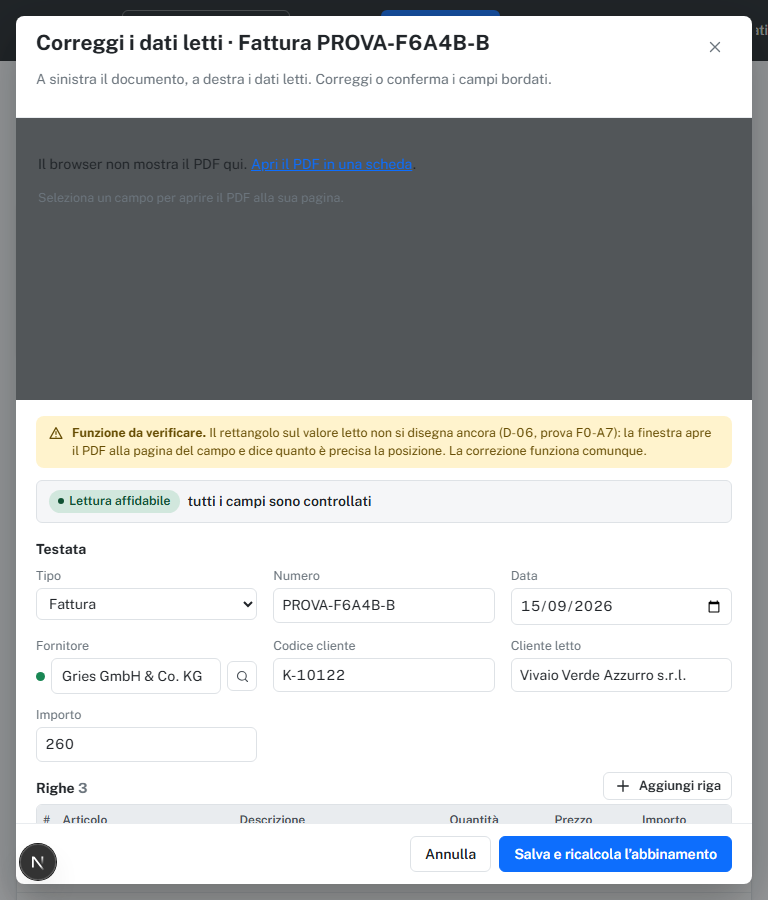 Correggi i dati letti · Fattura PROVA-F6A4B-B
A sinistra il documento, a destra i dati letti. Correggi o conferma i campi bordati.
Il browser non mostra il PDF qui. Apri il PDF in una scheda.
Seleziona un campo per aprire il PDF alla sua pagina.
Funzione da verificare. Il rettangolo sul valore letto non si disegna ancora (D-06, prova F0-A7): la finestra apre
il PDF alla pagina del campo e dice quanto è precisa la posizione. La correzione funziona comunque.
Lettura affidabile tutti i campi sono controllati
Testata
Tipo Numero Data
Fattura PROVA-F6A4B-B 15/09/2026
Fornitore Codice cliente Cliente letto
Gries GmbH & Co. KG K-10122 Vivaio Verde Azzurro s.r.l.
Importo
260
Righe 3 Aggiungi riga
# Articolo Descrizione Quantità Prezzo Importo
Annulla Salva e ricalcola l'abbinamento
N